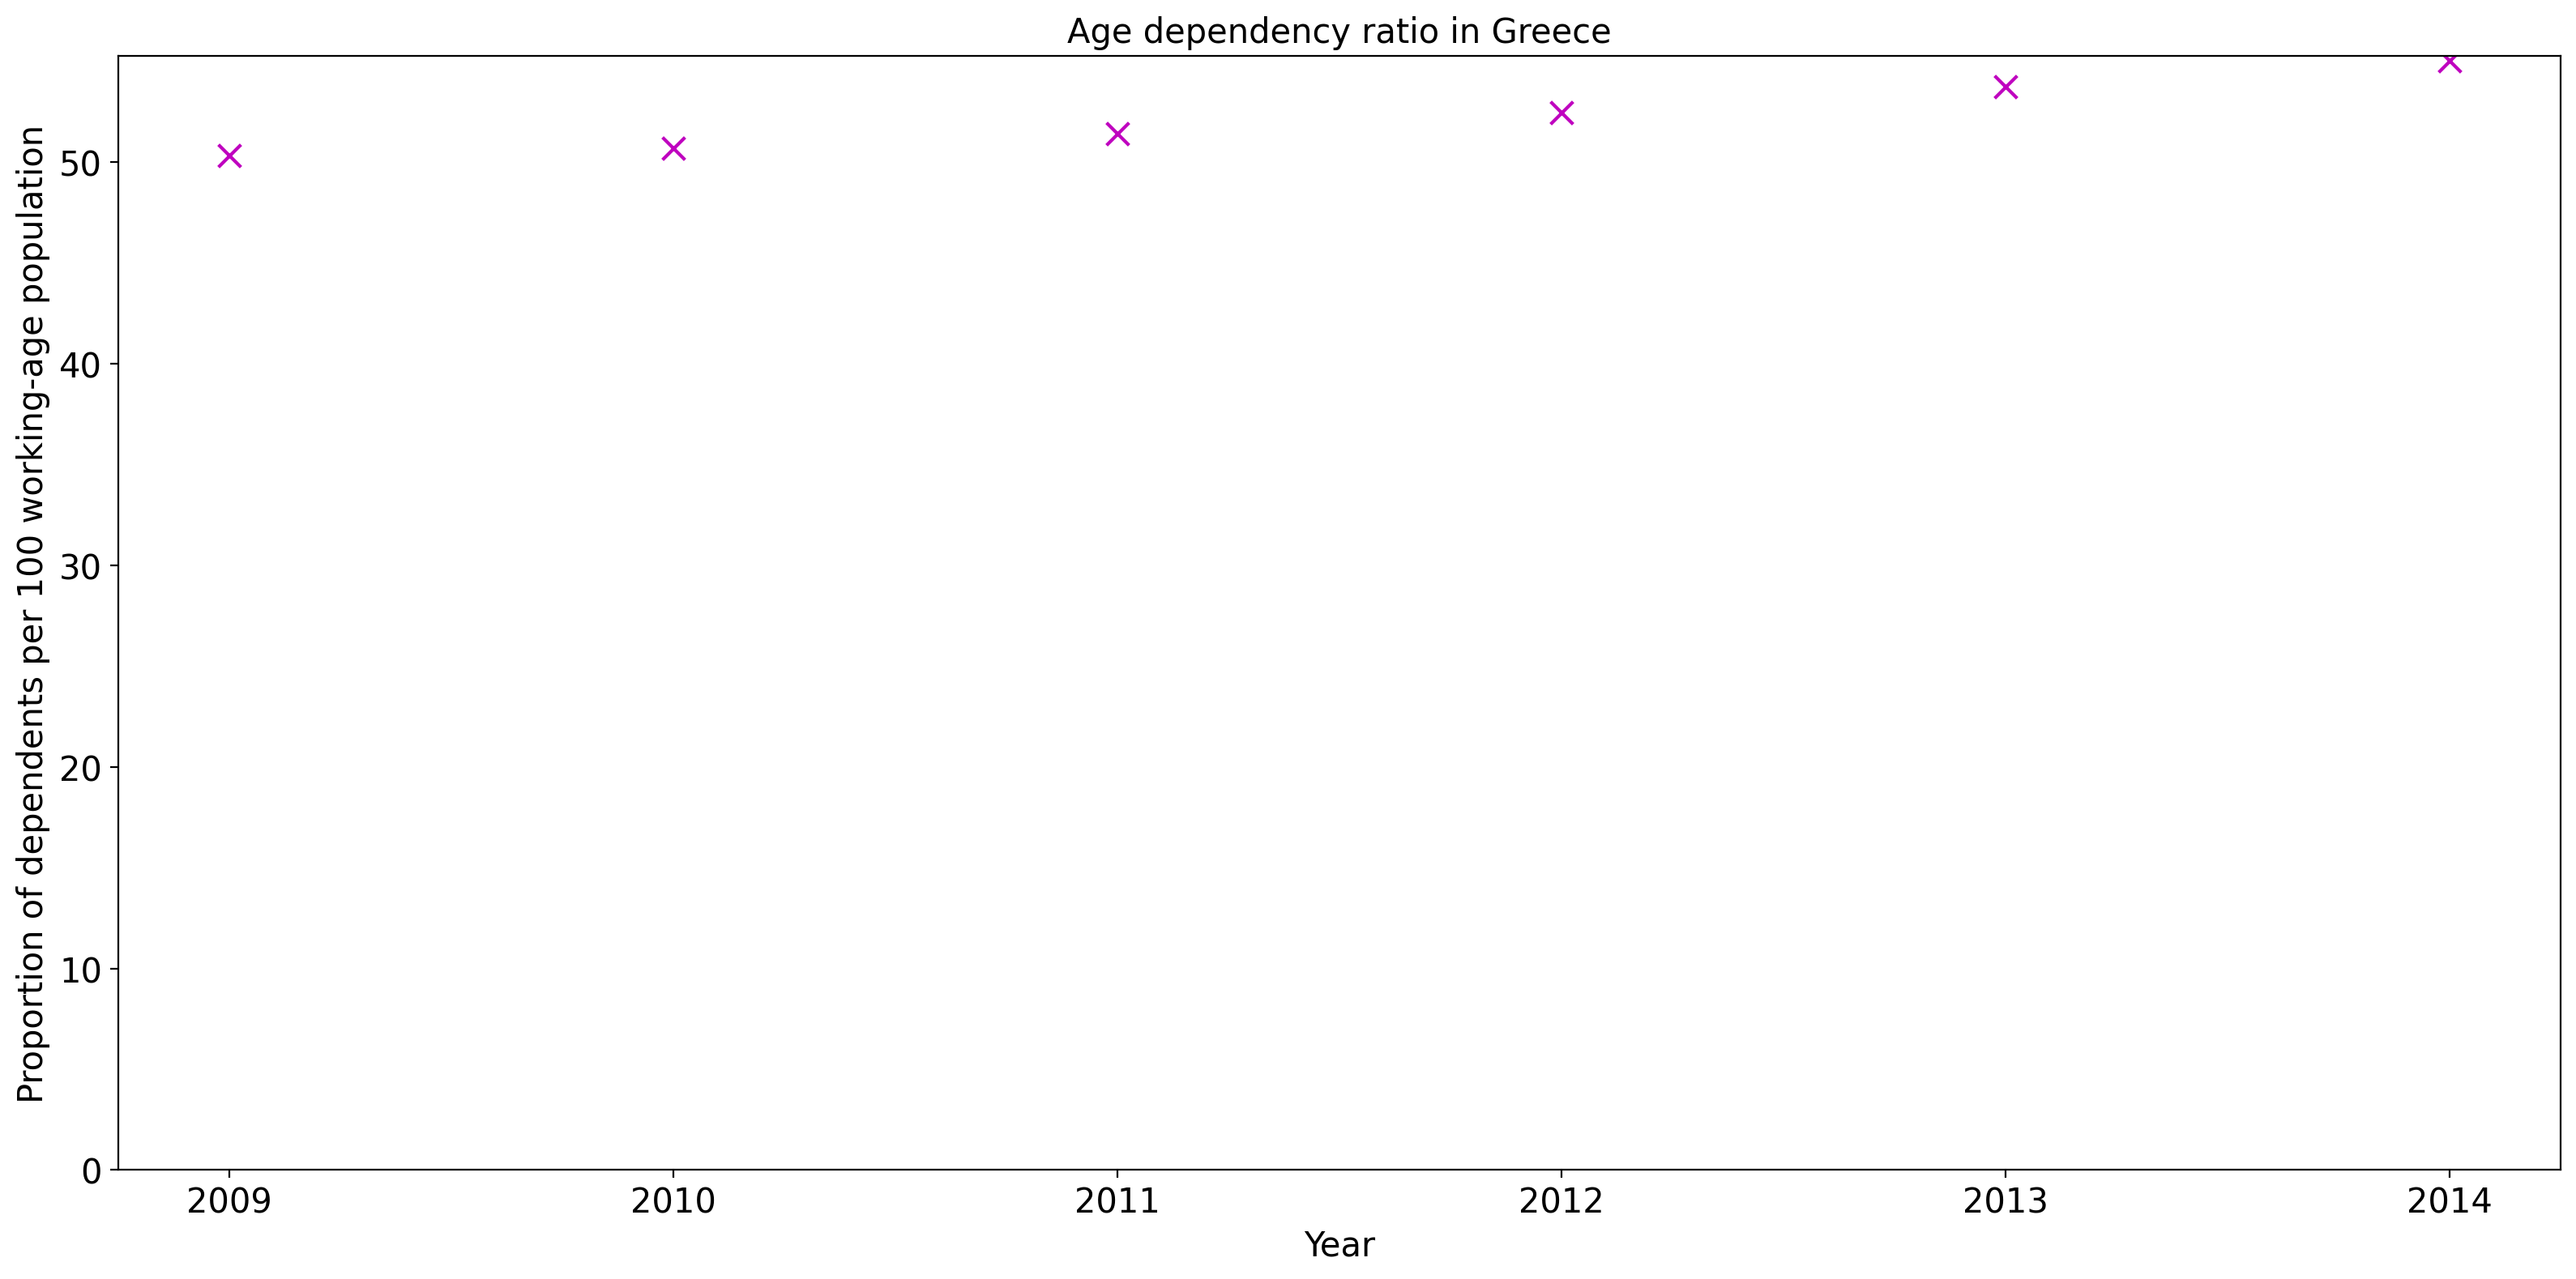 Age dependency ratio in Greece
Proportion of dependents per 100 working-age population
50
40
30
20
10
0
2009 2010 2011 2012 2013 2014
Year